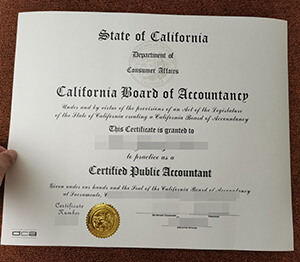 State of California
Department of
Consumer Affairs
California Board of Accountancy
Under and by virtue of the provisions of an Act of the Legislature
of the State of California creating a California Board of Accountancy
This Certificate is granted to
to practice as a
Certified Public Accountant
Given under our hands and the Seal of the California Board of Accountancy
at Sacramento, C
Certificate
Number
dca